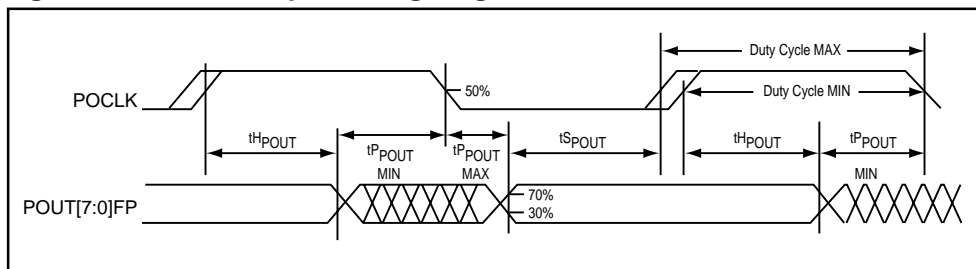 Duty Cycle MAX
POCLK
50%
Duty Cycle MIN
tHPOUT
tPPOUT
MIN
tPPOUT
MAX
tSPOUT
tHPOUT
tPPOUT
MIN
POUT[7:0]FP
70%
30%